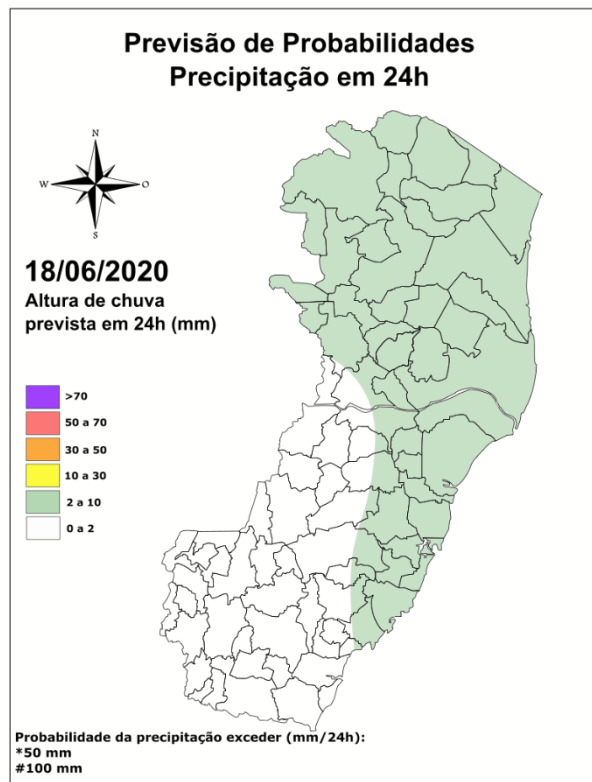 Previsão de Probabilidades
Precipitação em 24h
N
W
O
S
18/06/2020
Altura de chuva
prevista em 24h (mm)
>70
50 a 70
30 a 50
10 a 30
2 a 10
0 a 2
Probabilidade da precipitação exceder (mm/24h):
*50 mm
#100 mm